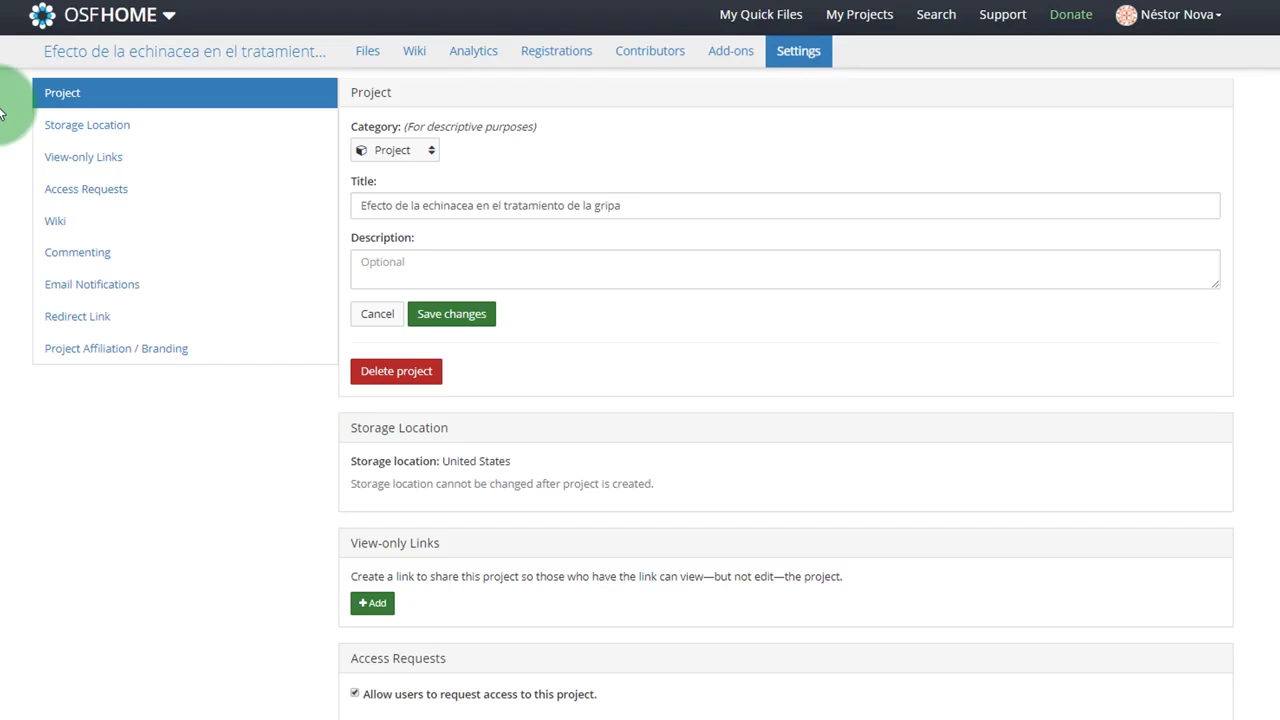 OSFHOME
My Quick Files
My Projects
Search
Support
Donate
Néstor Nova
Efecto de la echinacea en el tratamient...
Files
Wiki
Analytics
Registrations
Contributors
Add-ons
Settings
Project
Storage Location
View-only Links
Access Requests
Wiki
Commenting
Email Notifications
Redirect Link
Project Affiliation / Branding
Project
Category: (For descriptive purposes)
Project
Title:
Efecto de la echinacea en el tratamiento de la gripa
Description:
Optional
Cancel
Save changes
Delete project
Storage Location
Storage location: United States
Storage location cannot be changed after project is created.
View-only Links
Create a link to share this project so those who have the link can view—but not edit—the project.
+ Add
Access Requests
Allow users to request access to this project.